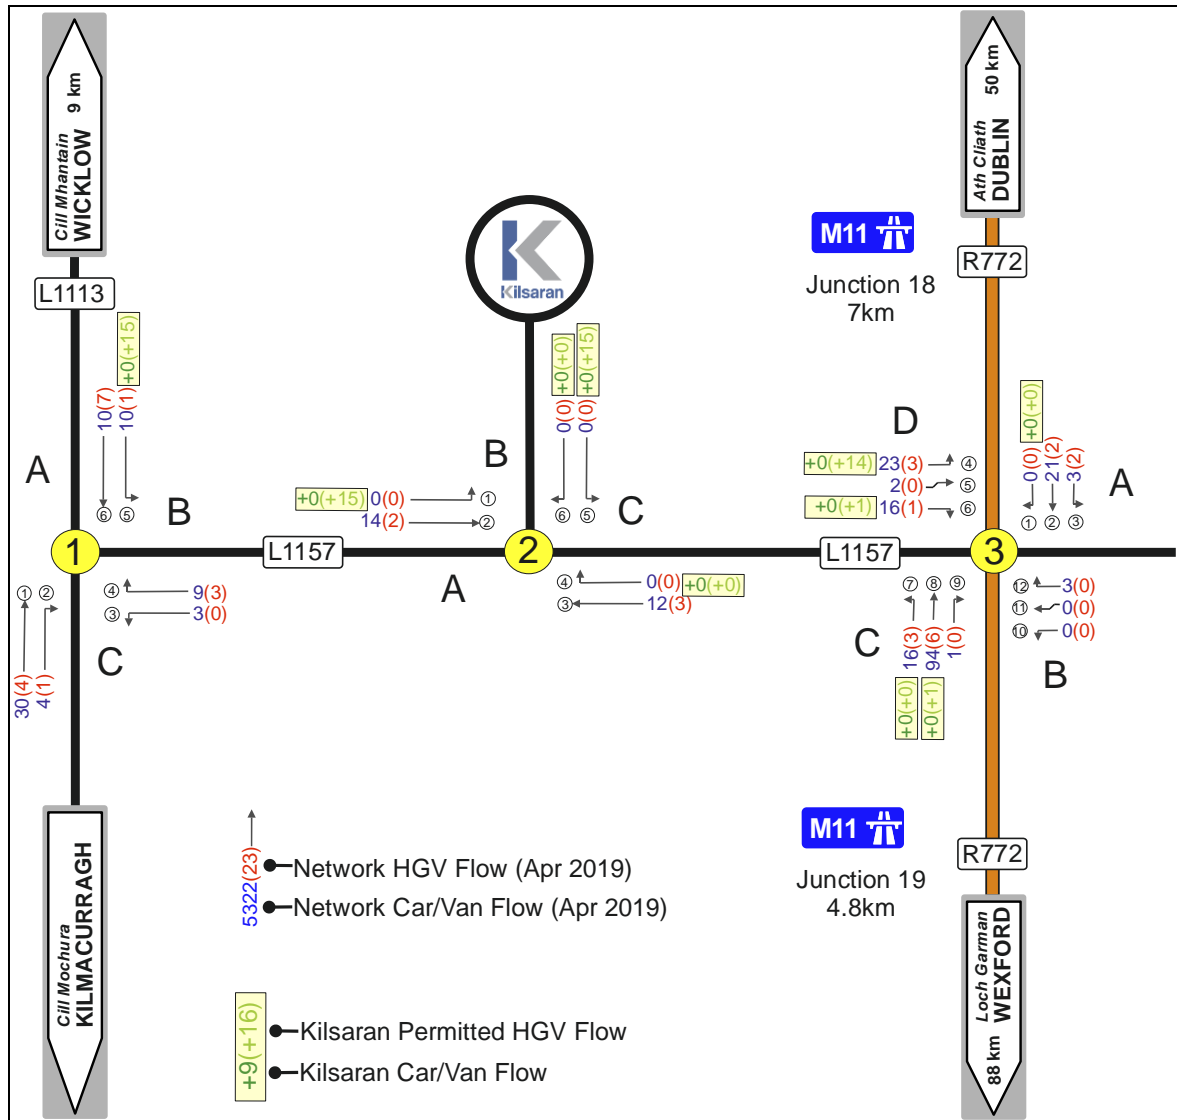 Cill Mhantain
WICKLOW 9 km
L1113
+0(+15)
10(7)
10(1)
A
B
6
5
1
1
2
4
9(3)
3
3(0)
C
30(4)
4(1)
Cill Mochura
KILMACURRAGH
L1157
Kilsaran
+0(+0)
+0(+15)
0(0)
0(0)
B
C
6
5
+0(+15) 0(0)
1
14(2)
2
2
A
4
0(0) +0(+0)
3
12(3)
L1157
Ath Cliath
DUBLIN 50 km
M11
Junction 18
7km
R772
D
+0(+14) 23(3)
4
2(0)
5
+0(+1) 16(1)
6
+0(+0)
0(0)
21(2)
3(2)
A
1
2
3
3
7
8
9
C
16(3)
94(6)
1(0)
+0(+0)
+0(+1)
12
3(0)
11
0(0)
10
0(0)
B
M11
Junction 19
4.8km
R772
88 km Loch Garman
WEXFORD
5322(23)
Network HGV Flow (Apr 2019)
Network Car/Van Flow (Apr 2019)
+9(+16)
Kilsaran Permitted HGV Flow
Kilsaran Car/Van Flow